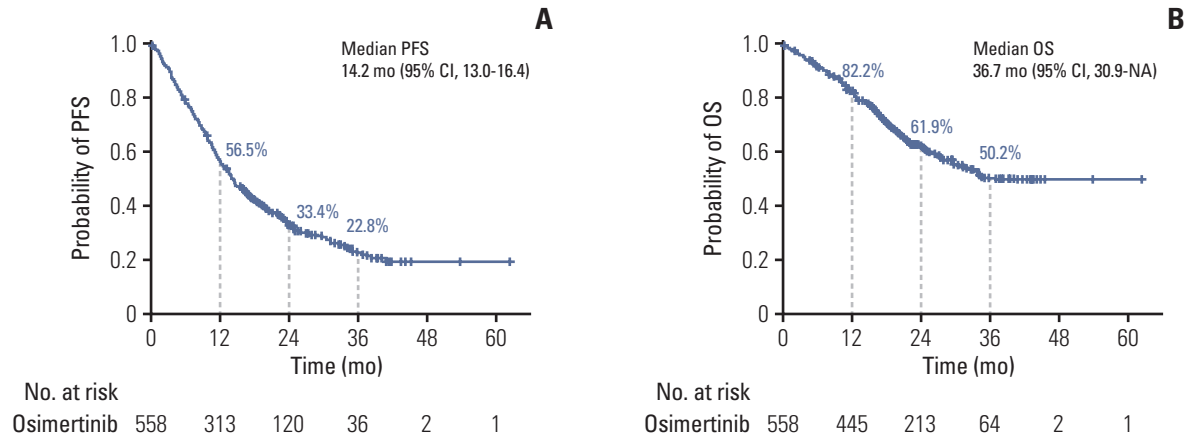 A
Median PFS
14.2 mo (95% CI, 13.0-16.4)
Probability of PFS
1.0
0.8
0.6
0.4
0.2
0
56.5%
33.4%
22.8%
0 12 24 36 48 60
Time (mo)
No. at risk
Osimertinib 558 313 120 36 2 1
B
Median OS
36.7 mo (95% CI, 30.9-NA)
Probability of OS
1.0
0.8
0.6
0.4
0.2
0
82.2%
61.9%
50.2%
0 12 24 36 48 60
Time (mo)
No. at risk
Osimertinib 558 445 213 64 2 1